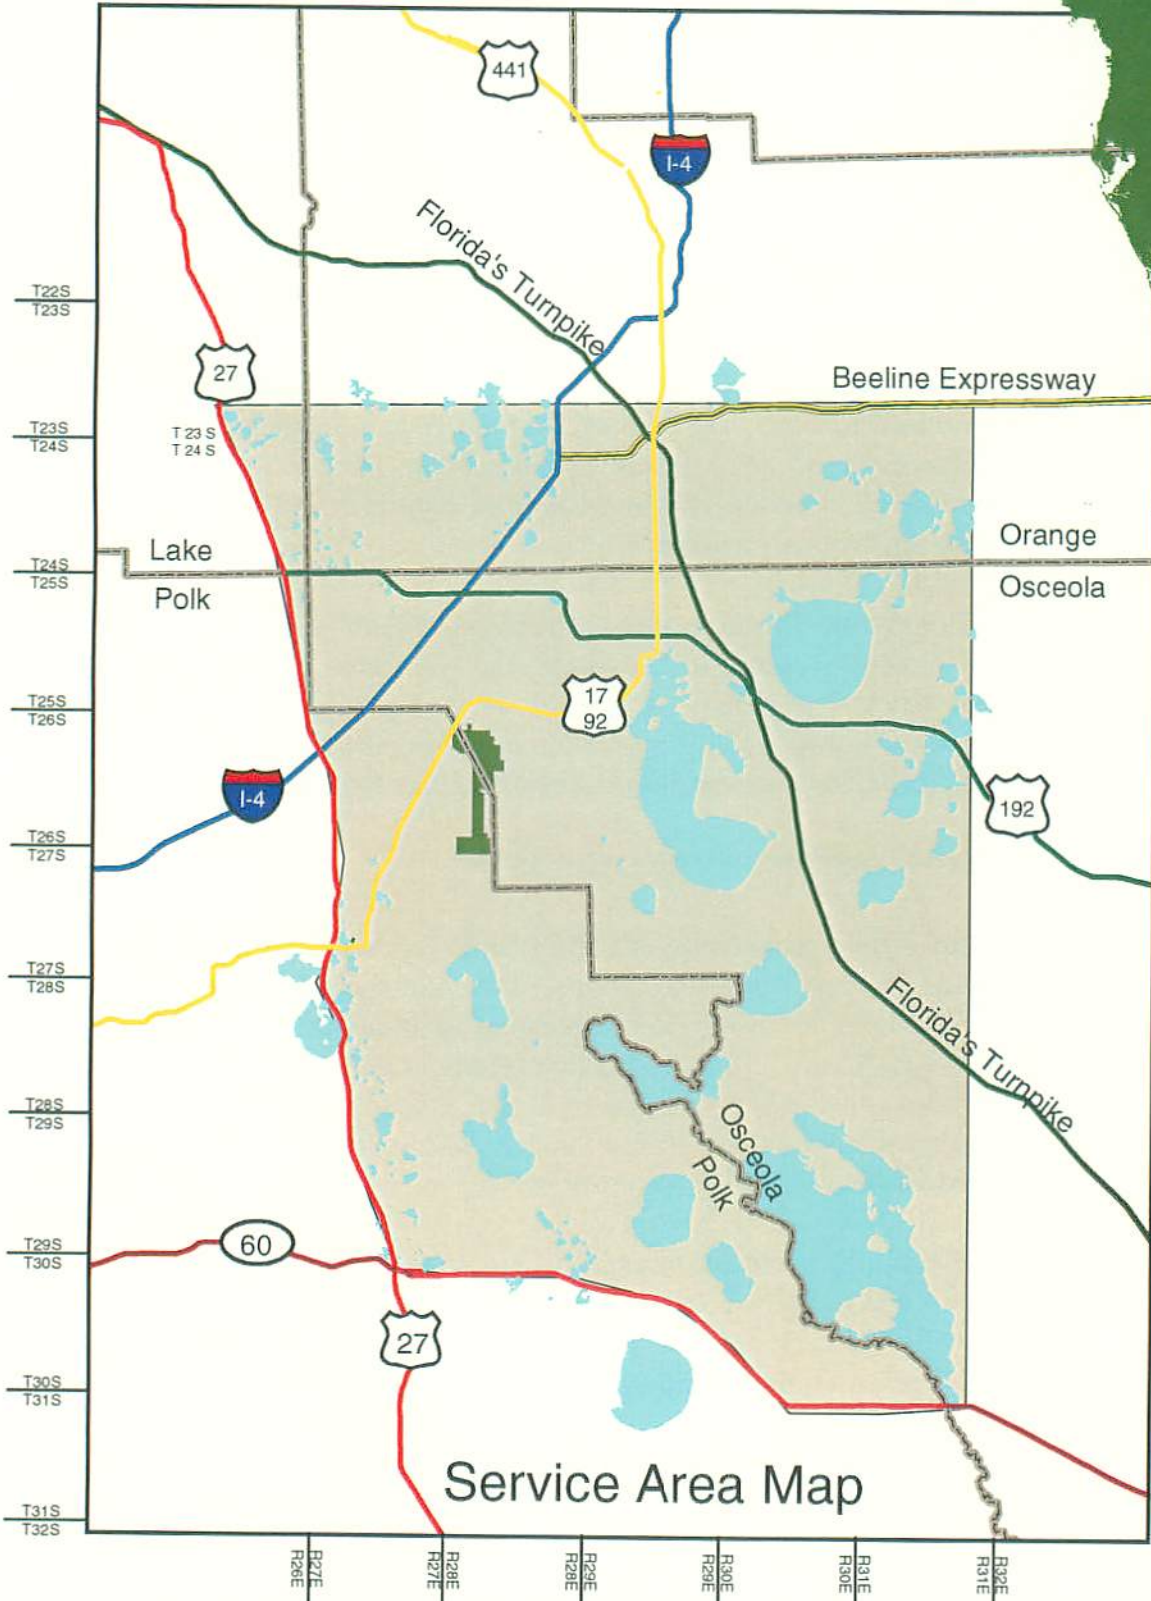 441
I-4
Florida's Turnpike
T22S
T23S
27
Beeline Expressway
T23S
T24S
T 23 S
T 24 S
Lake
Orange
T24S
T25S
Polk
Osceola
T25S
T26S
17
92
I-4
192
T26S
T27S
T27S
T28S
Florida's Turnpike
T28S
T29S
Osceola
Polk
T29S
T30S
60
27
T30S
T31S
Service Area Map
T31S
T32S
R27E
R26E
R28E
R27E
R29E
R28E
R30E
R29E
R31E
R30E
R32E
R31E